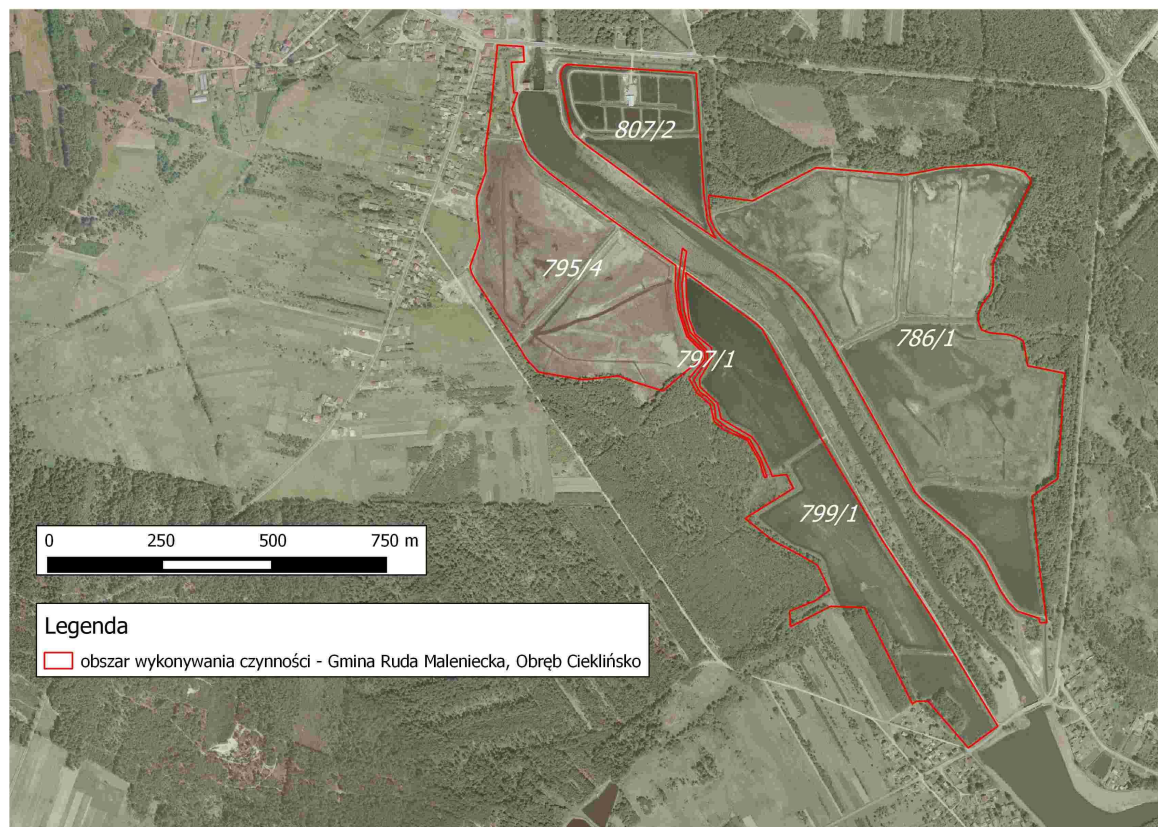 807/2
795/4
786/1
797/1
799/1
0 250 500 750 m
Legenda
obszar wykonywania czynności - Gmina Ruda Maleniecka, Obręb Cieklińsko